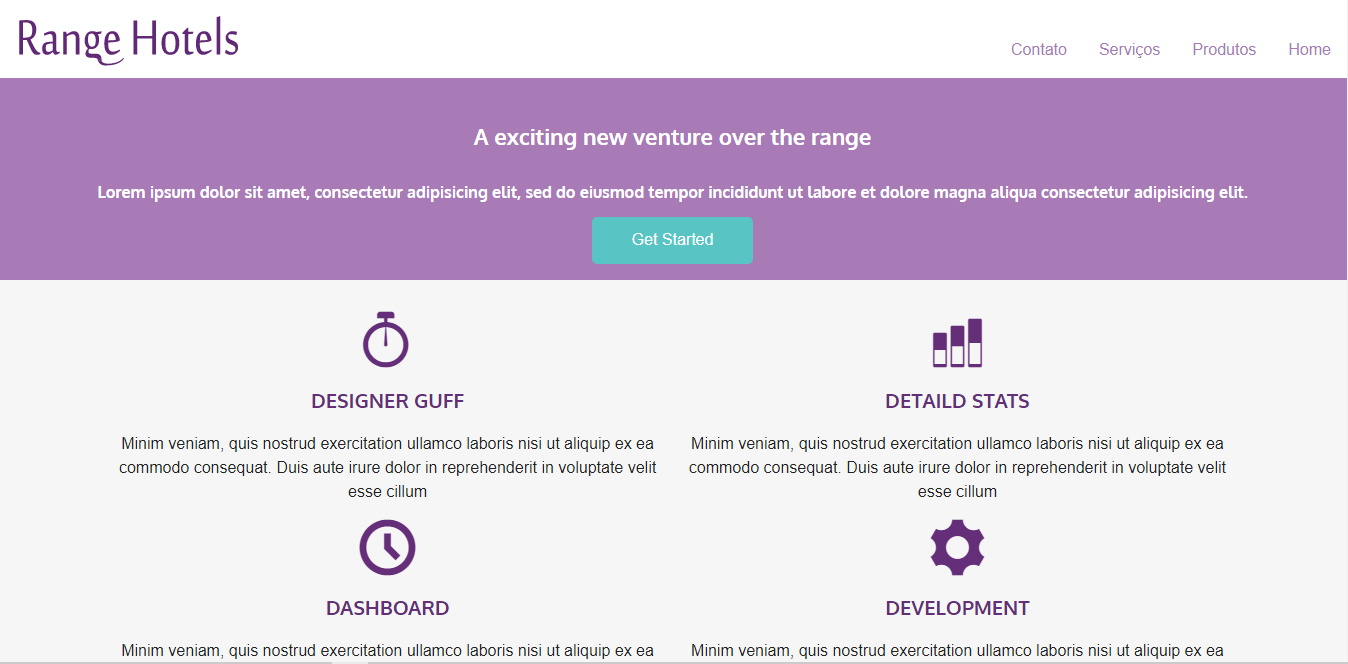 Range Hotels
Contato Serviços Produtos Home
A exciting new venture over the range
Lorem ipsum dolor sit amet, consectetur adipisicing elit, sed do eiusmod tempor incididunt ut labore et dolore magna aliqua consectetur adipisicing elit.
Get Started
DESIGNER GUFF
Minim veniam, quis nostrud exercitation ullamco laboris nisi ut aliquip ex ea
commodo consequat. Duis aute irure dolor in reprehenderit in voluptate velit
esse cillum
DETAILD STATS
Minim veniam, quis nostrud exercitation ullamco laboris nisi ut aliquip ex ea
commodo consequat. Duis aute irure dolor in reprehenderit in voluptate velit
esse cillum
DASHBOARD
Minim veniam, quis nostrud exercitation ullamco laboris nisi ut aliquip ex ea
DEVELOPMENT
Minim veniam, quis nostrud exercitation ullamco laboris nisi ut aliquip ex ea